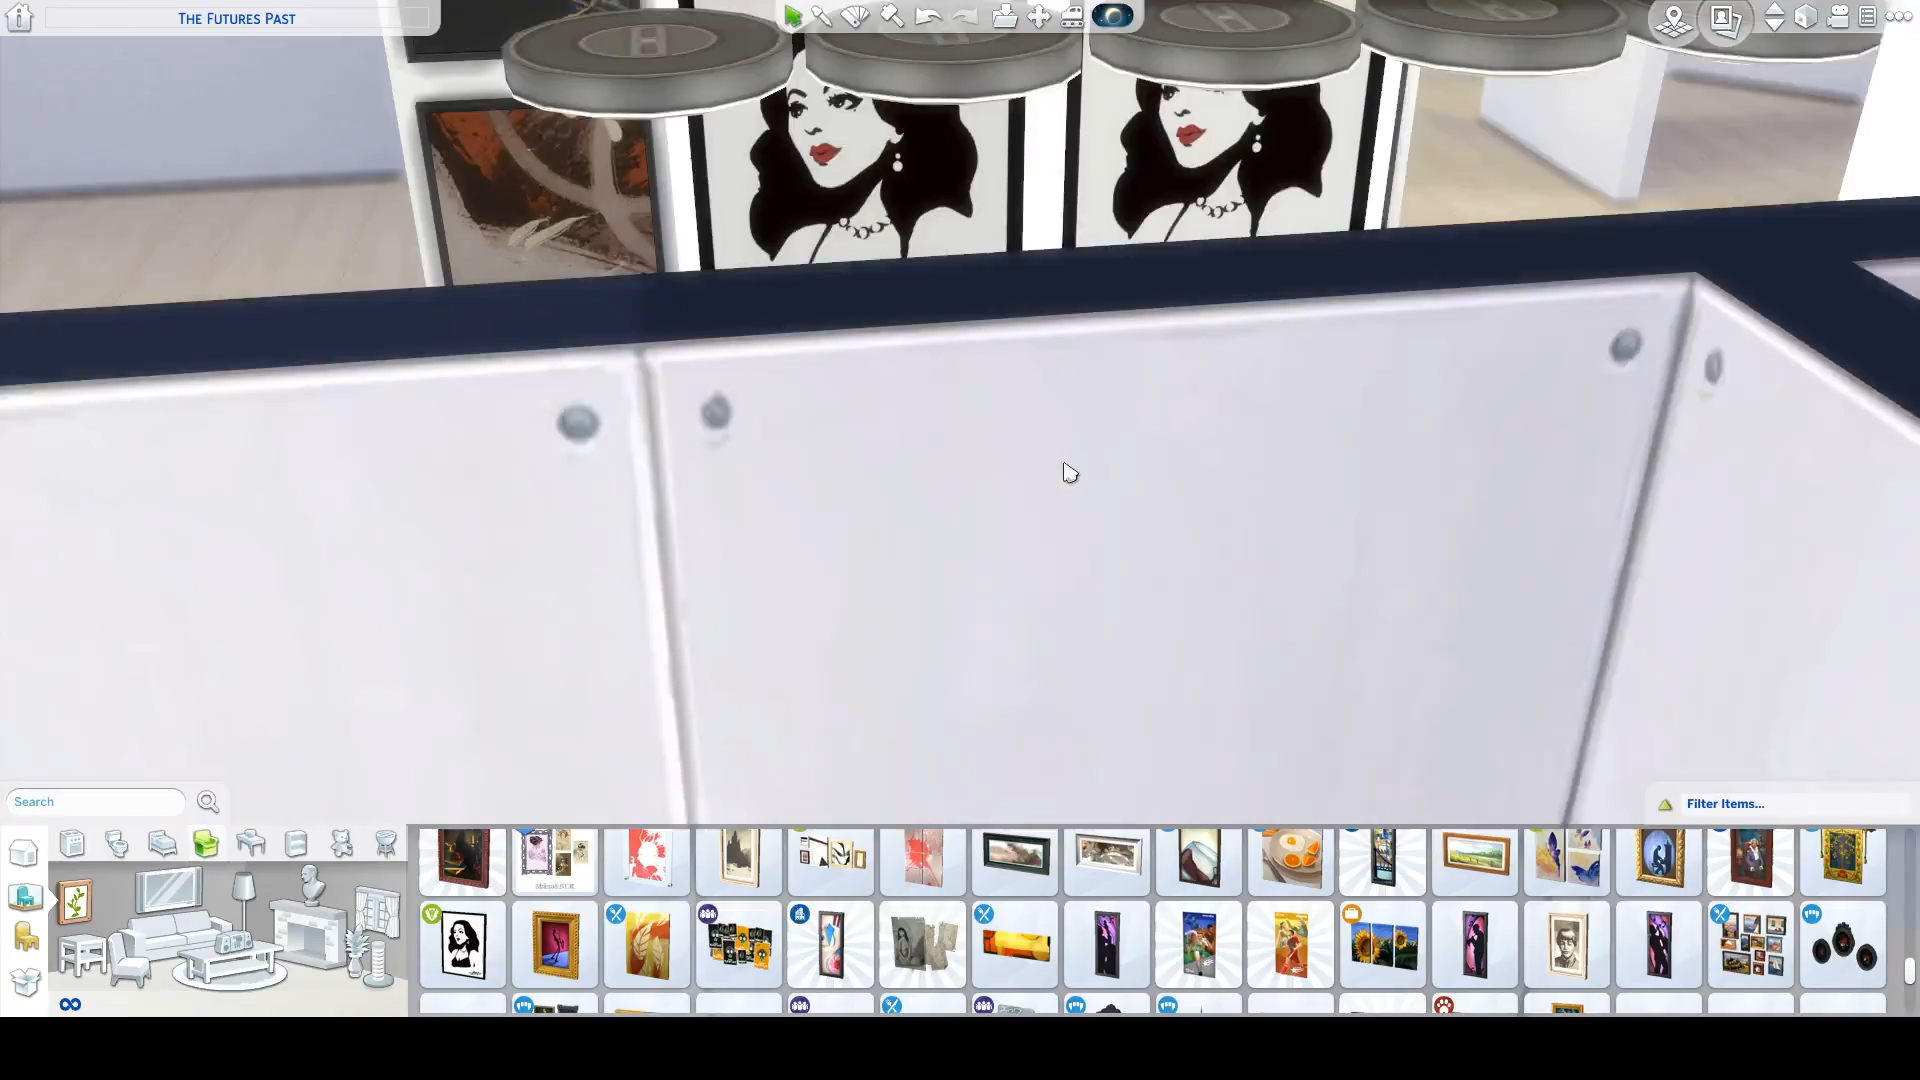 The Futures Past
H
H
H
Search
Filter Items...